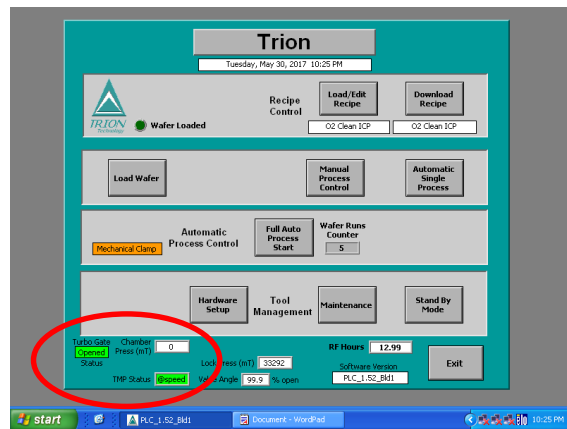 Trion
Tuesday, May 30, 2017 10:25 PM
TRION
Technology
Wafer Loaded
Recipe
Control
Load/Edit
Recipe
Download
Recipe
O2 Clean ICP
O2 Clean ICP
Load Wafer
Manual
Process
Control
Automatic
Single
Process
Mechanical Clamp
Automatic
Process Control
Full Auto
Process
Start
Wafer Runs
Counter
5
Hardware
Setup
Tool
Management
Maintenance
Stand By
Mode
Turbo Gate
Opened
Status
Chamber
Press (mT)
0
RF Hours
12.99
Lock Press (mT)
33292
Software Version
PLC_1.52_Bld1
Exit
TMP Status
@speed
Valve Angle
99.9
% open
start
PLC_1.52_Bld1
Document - WordPad
10:25 PM